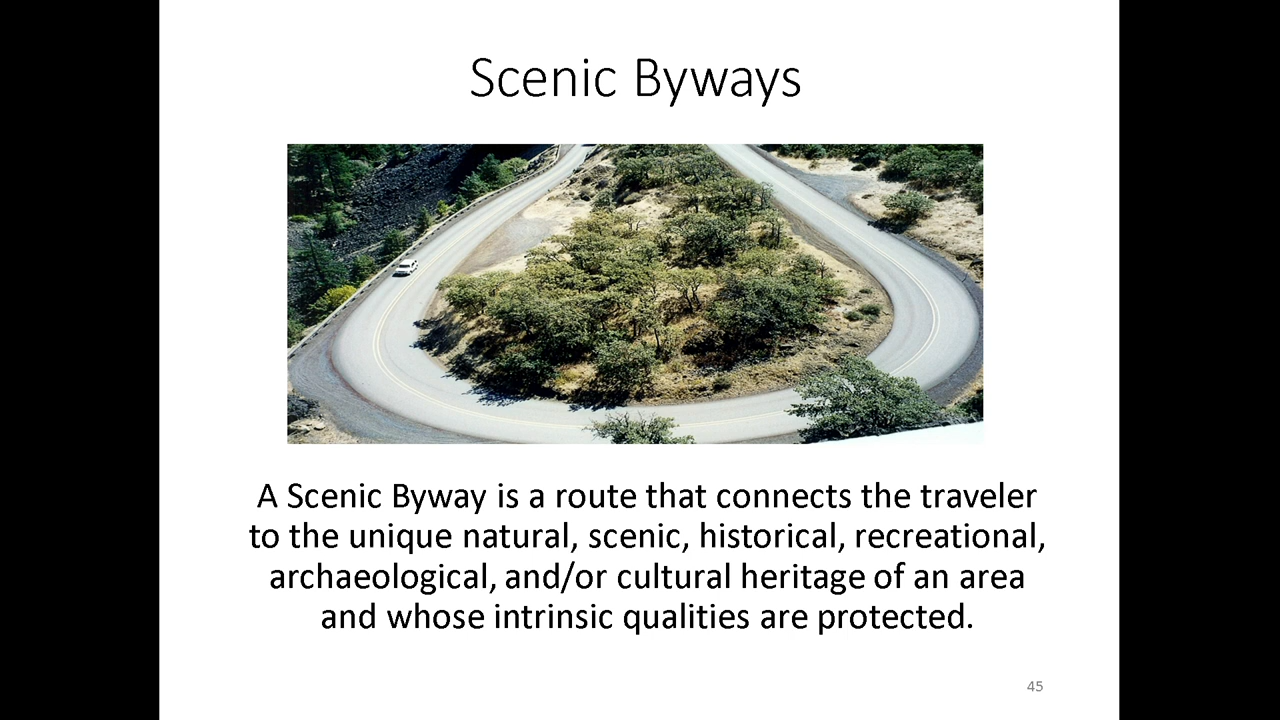 Scenic Byways
A Scenic Byway is a route that connects the traveler
to the unique natural, scenic, historical, recreational,
archaeological, and/or cultural heritage of an area
and whose intrinsic qualities are protected.
45